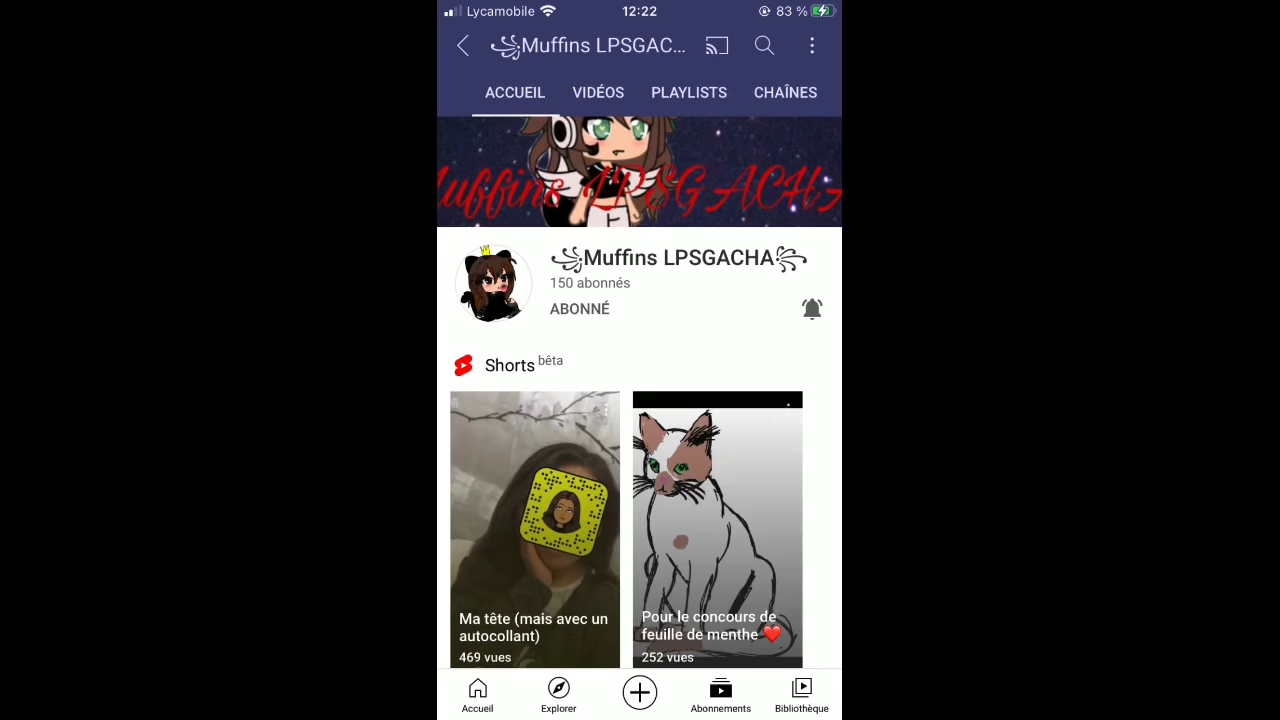 Lycamobile 12:22 83 %
꧁Muffins LPSGAC...
ACCUEIL VIDÉOS PLAYLISTS CHAÎNES
Muffins LPSGACHA
꧁Muffins LPSGACHA꧂
150 abonnés
ABONNÉ
Shorts bêta
Ma tête (mais avec un
autocollant)
469 vues
Pour le concours de
feuille de menthe ❤️
252 vues
Accueil Explorer Abonnements Bibliothèque